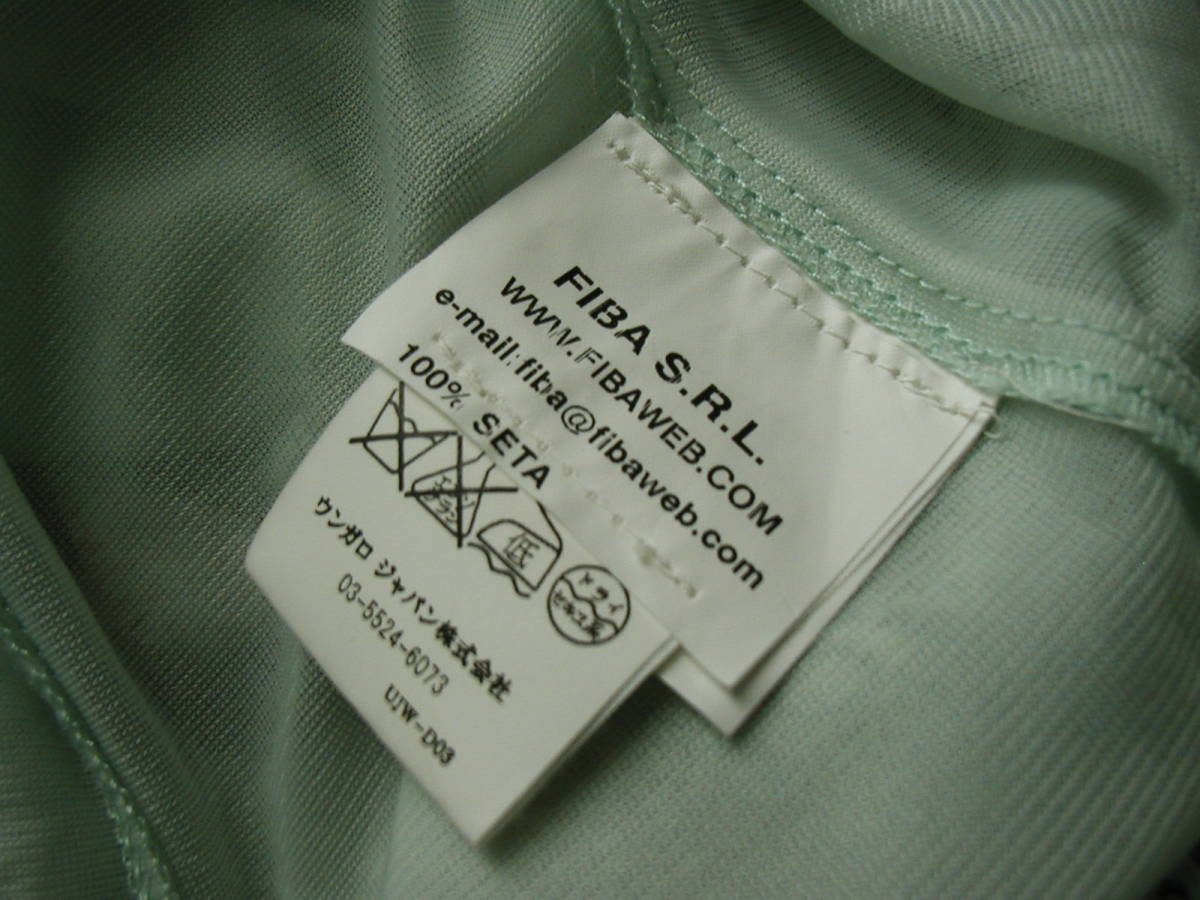 FIBA S.R.L.
WWW.FIBAWEB.COM
e-mail:fiba@fibaweb.com
100% SETA
低
ドライ
ウンガロ ジャパン株式会社
03-5524-6073
UJW-D03